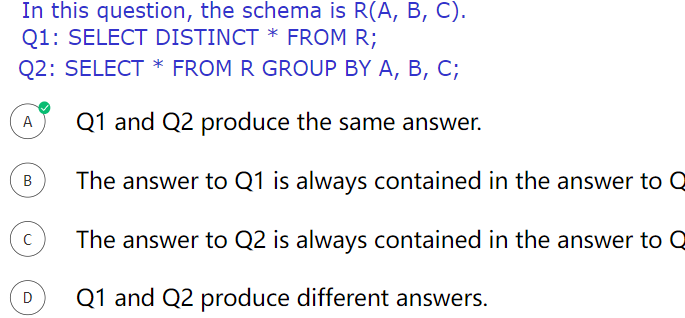 In this question, the schema is R(A, B, C).
Q1: SELECT DISTINCT * FROM R;
Q2: SELECT * FROM R GROUP BY A, B, C;
A Q1 and Q2 produce the same answer.
B The answer to Q1 is always contained in the answer to Q
C The answer to Q2 is always contained in the answer to Q
D Q1 and Q2 produce different answers.